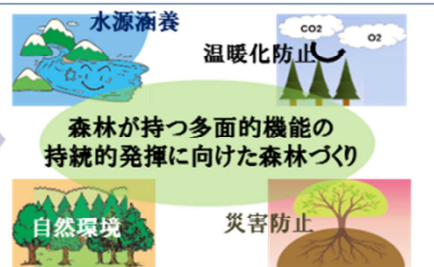 水源涵養
温暖化防止
CO2
O2
森林が持つ多面的機能の
持続的発揮に向けた森林づくり
自然環境
災害防止